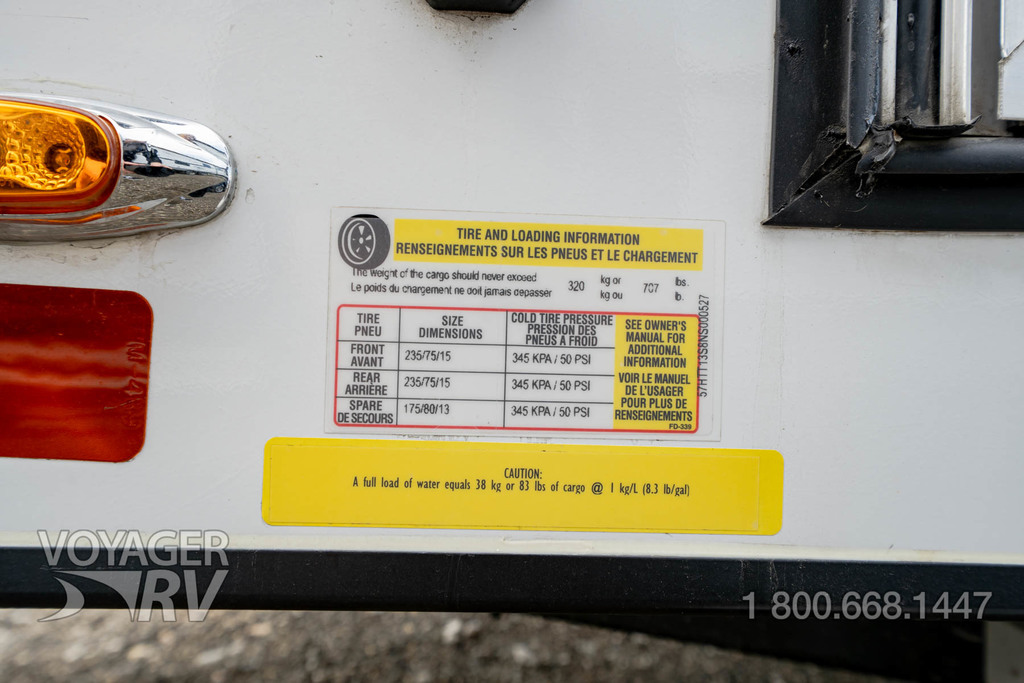 TIRE AND LOADING INFORMATION
RENSEIGNEMENTS SUR LES PNEUS ET LE CHARGEMENT
The weight of the cargo should never exceed 320 kg or 707 lbs.
Le poids du chargement ne doit jamais depasser kg ou lb.
TIRE PNEU
SIZE DIMENSIONS
COLD TIRE PRESSURE
PRESSION DES
PNEUS À FROID
FRONT AVANT 235/75/15 345 KPA / 50 PSI
REAR ARRIÈRE 235/75/15 345 KPA / 50 PSI
SPARE DE SECOURS 175/80/13 345 KPA / 50 PSI
SEE OWNER'S
MANUAL FOR
ADDITIONAL
INFORMATION
VOIR LE MANUEL
DE L'USAGER
POUR PLUS DE
RENSEIGNEMENTS
FD-339
CAUTION:
A full load of water equals 38 kg or 83 lbs of cargo @ 1 kg/L (8.3 lb/gal)
VOYAGER
RV
1 800.668.1447